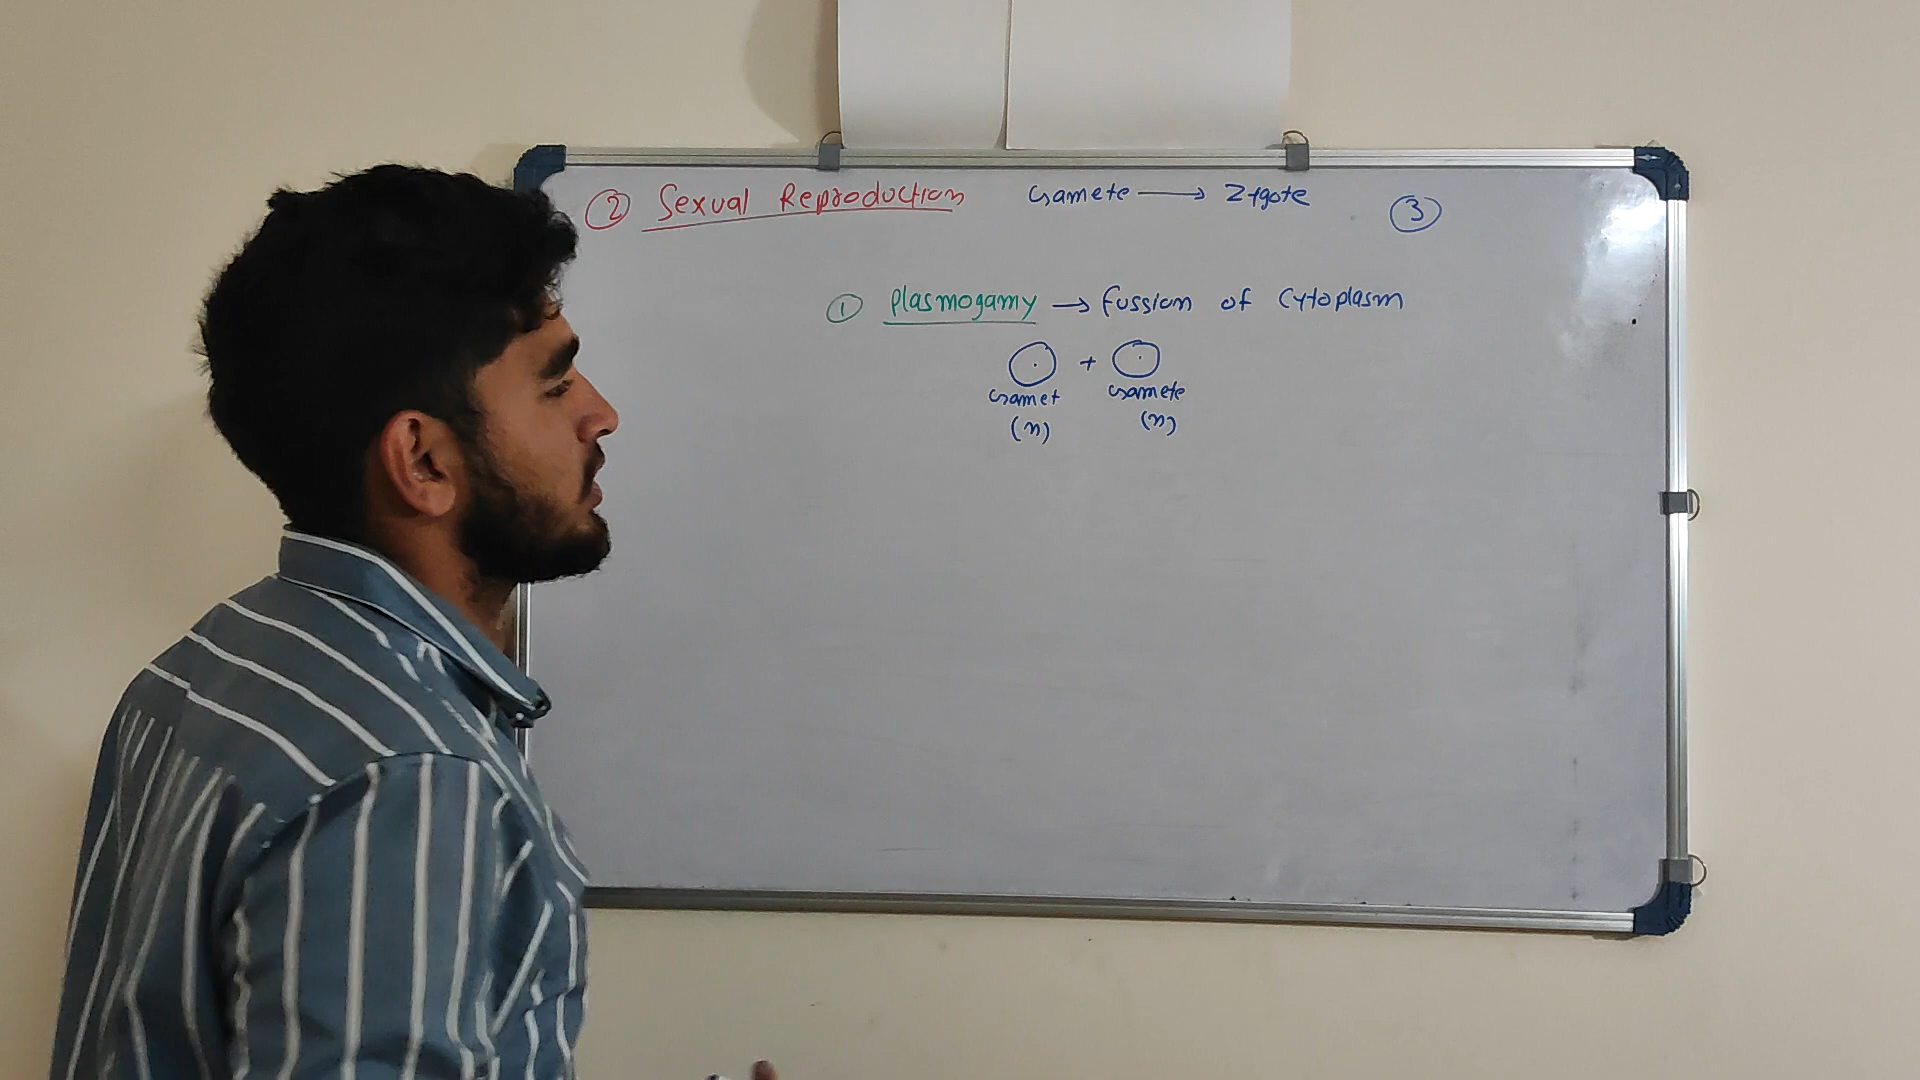 ② Sexual Reproduction Gamete → Zygote ③
① Plasmogamy → fussion of Cytoplasm
+
Gamet Gamete
(n) (n)